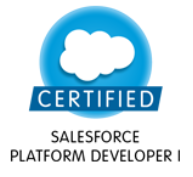 CERTIFIED
SALESFORCE
PLATFORM DEVELOPER I